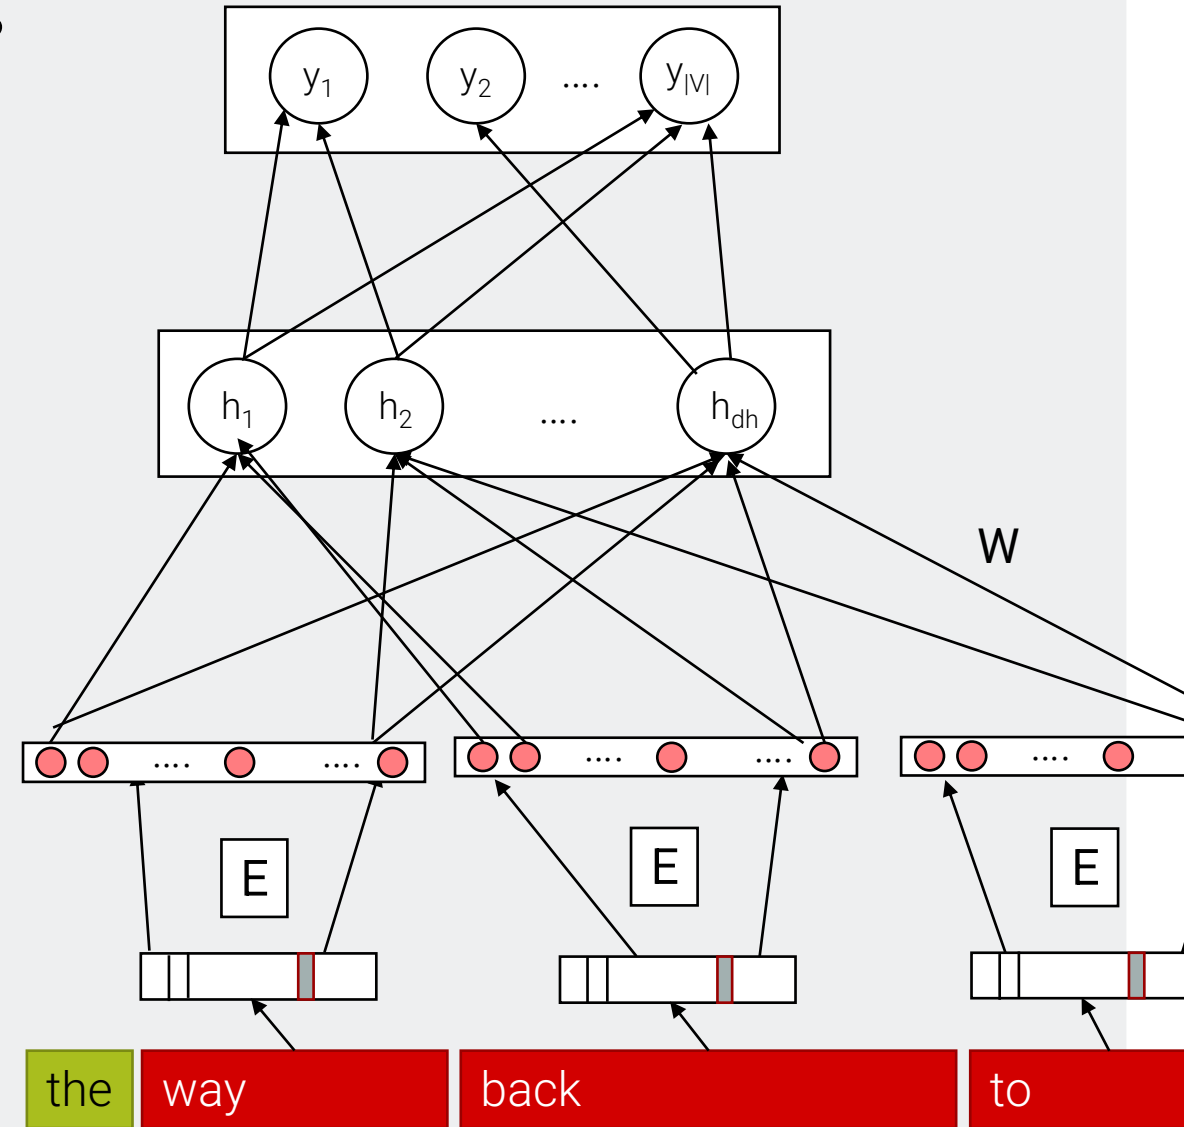 y1 y2 .... y|V|
h1 h2 .... hdh
W
.... .... .... .... ....
E E E
the way back to